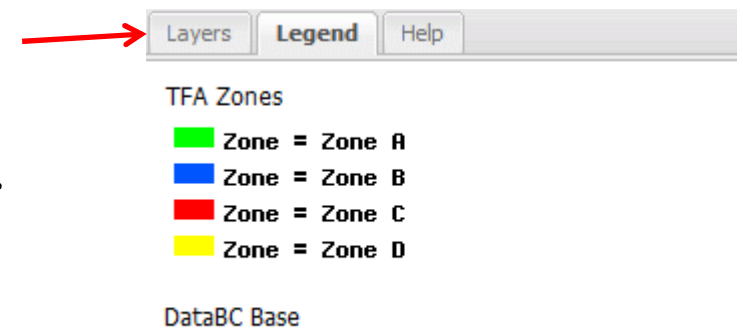 Layers Legend Help
TFA Zones
Zone = Zone A
Zone = Zone B
Zone = Zone C
Zone = Zone D
DataBC Base